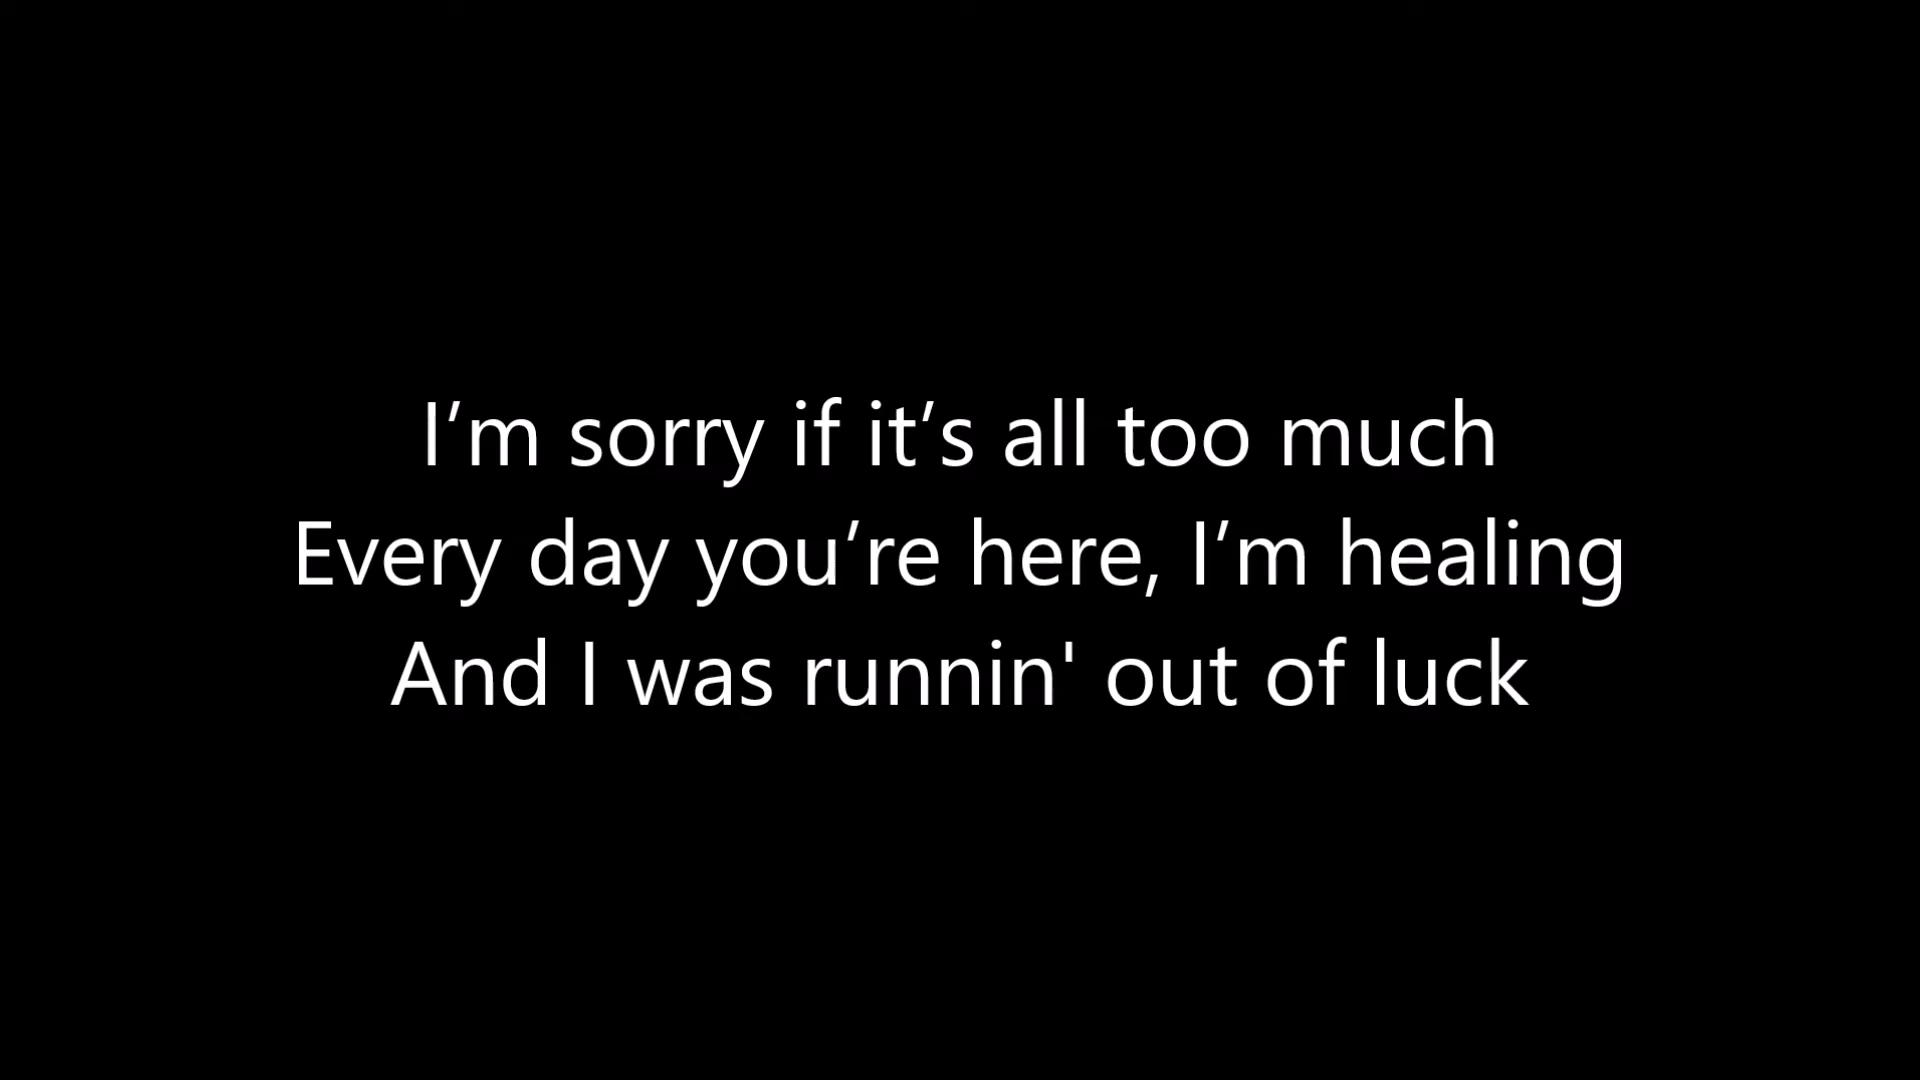 I’m sorry if it’s all too much
Every day you’re here, I’m healing
And I was runnin' out of luck